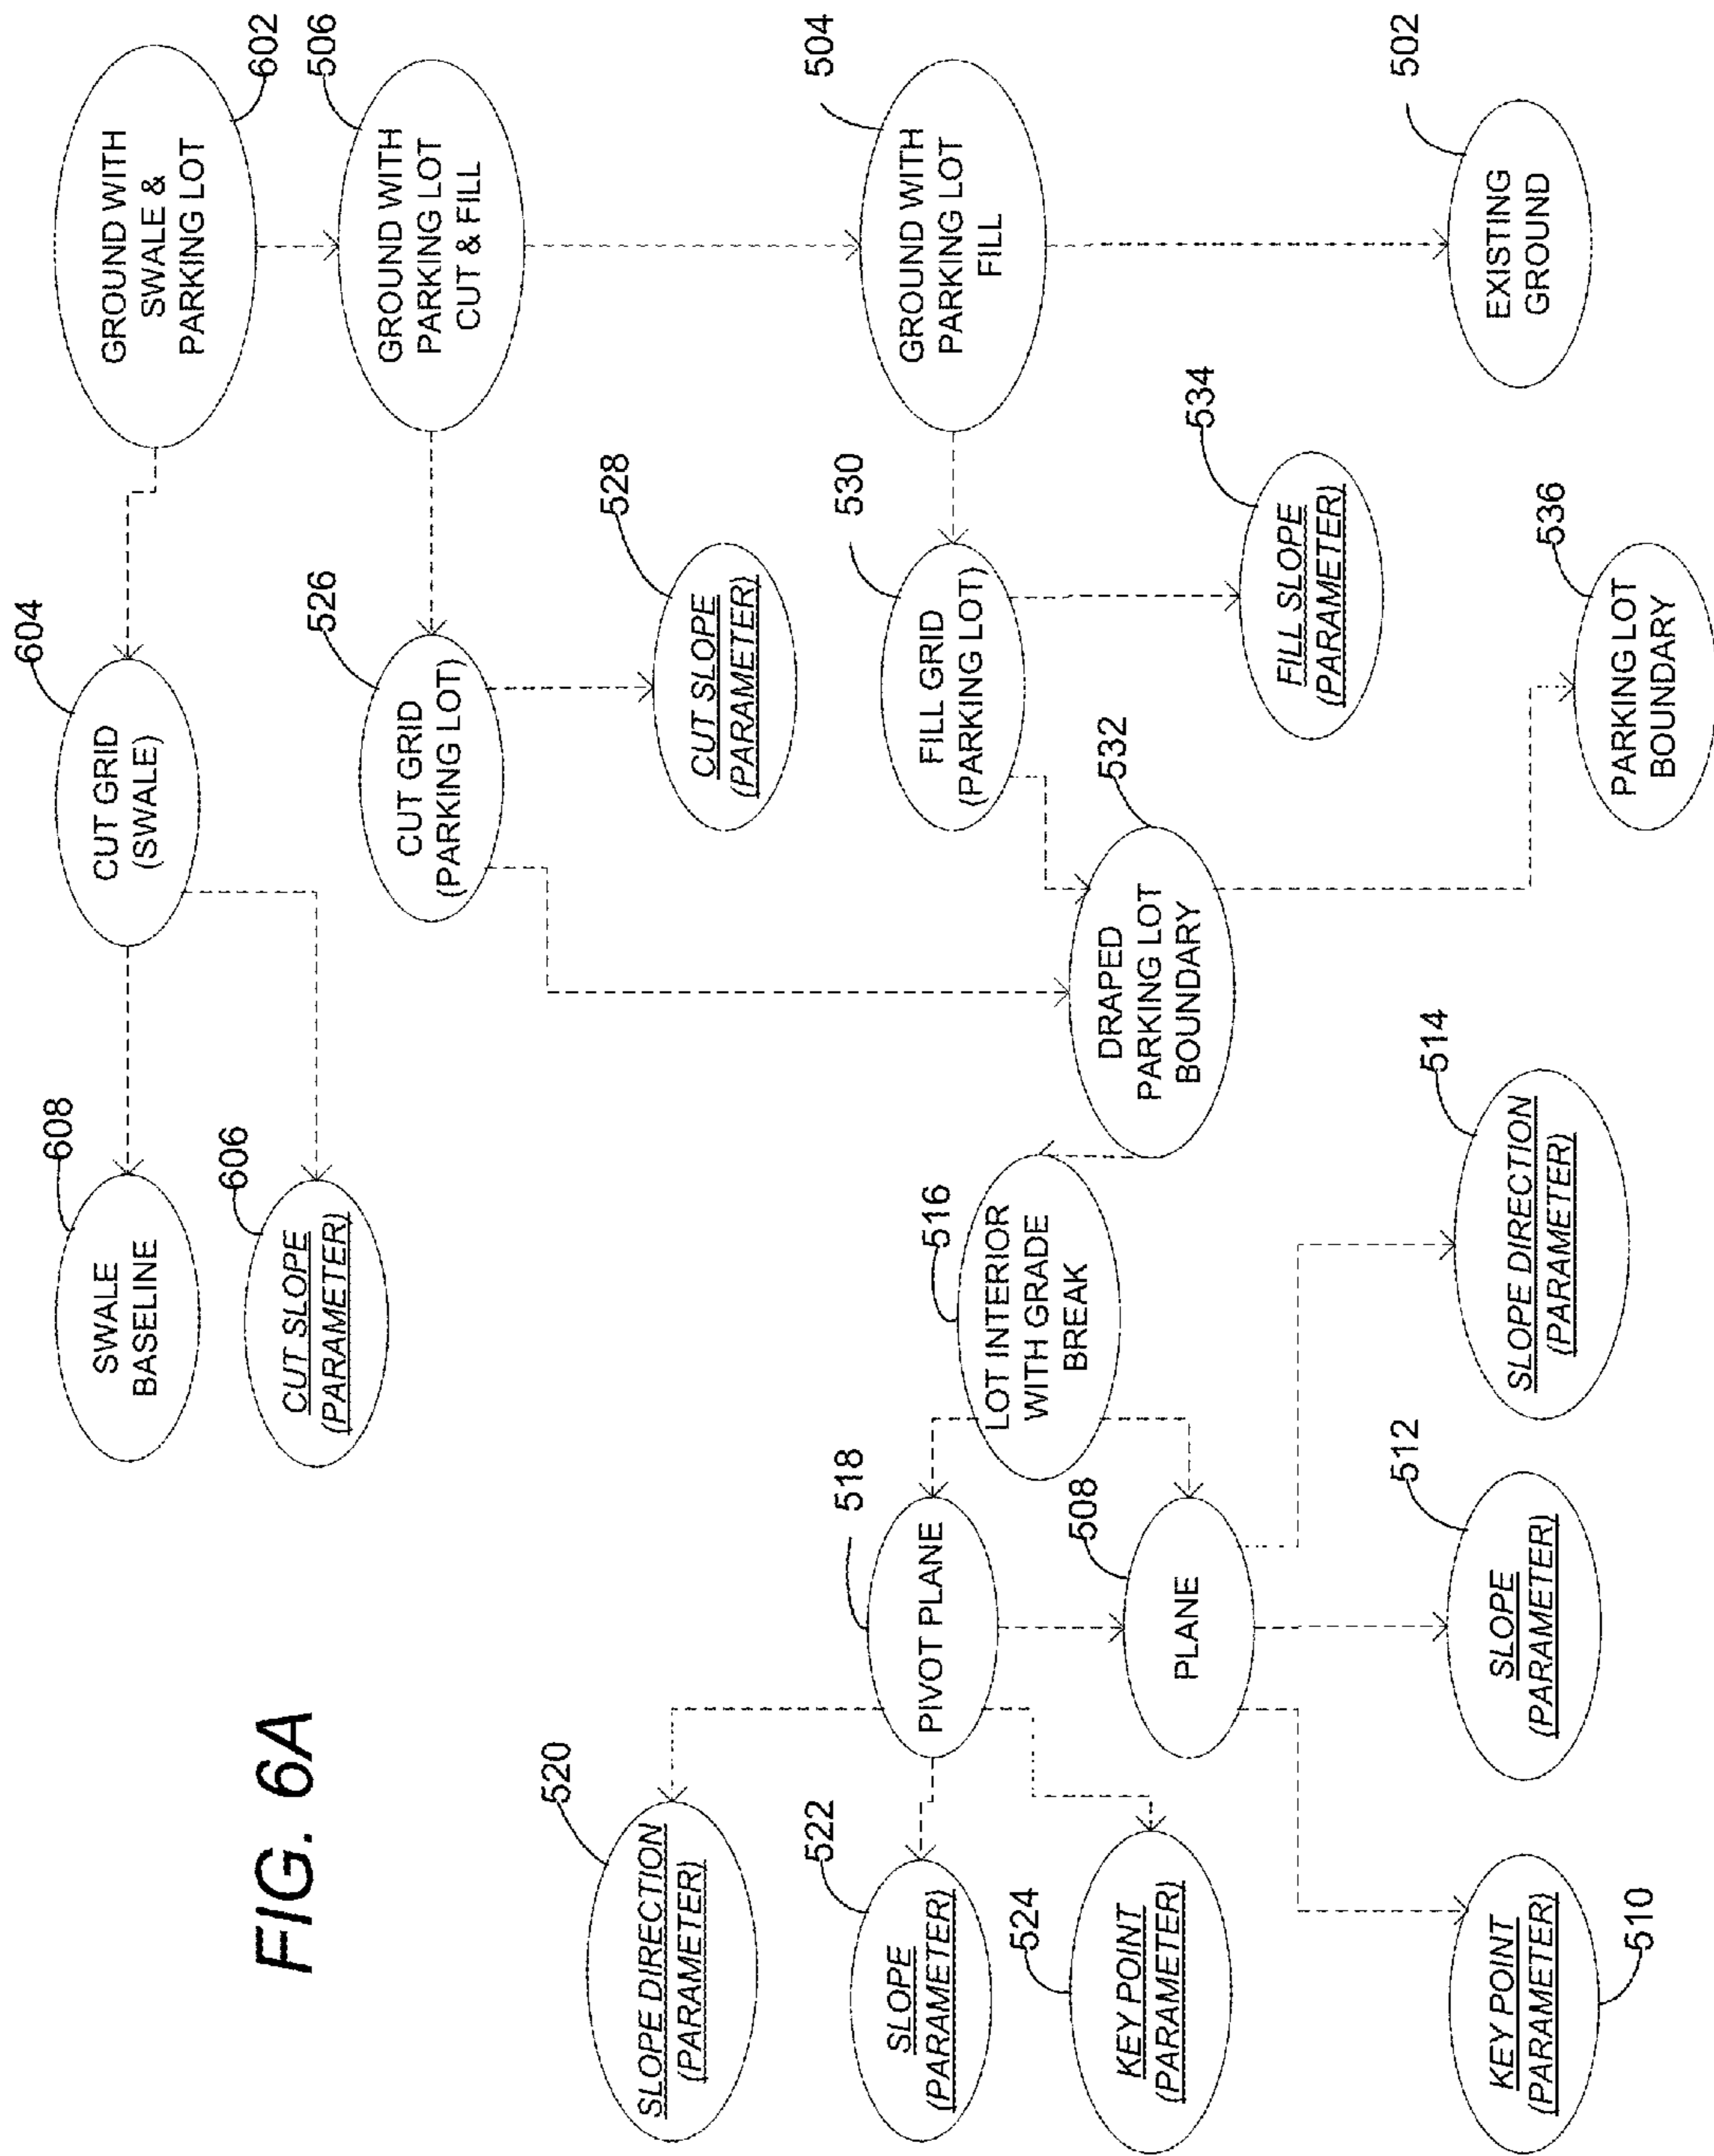 FIG. 6A
GROUND WITH
SWALE &
PARKING LOT
602
GROUND WITH
PARKING LOT
CUT & FILL
506
GROUND WITH
PARKING LOT
FILL
504
EXISTING
GROUND
502
CUT GRID
(SWALE)
604
CUT GRID
(PARKING LOT)
526
CUT SLOPE
(PARAMETER)
528
FILL GRID
(PARKING LOT)
530
FILL SLOPE
(PARAMETER)
534
PARKING LOT
BOUNDARY
536
SWALE
BASELINE
608
CUT SLOPE
(PARAMETER)
606
DRAPED
PARKING LOT
BOUNDARY
532
LOT INTERIOR
WITH GRADE
BREAK
516
SLOPE DIRECTION
(PARAMETER)
514
PIVOT PLANE
518
PLANE
508
SLOPE
(PARAMETER)
512
SLOPE DIRECTION
(PARAMETER)
520
SLOPE
(PARAMETER)
522
KEY POINT
(PARAMETER)
524
KEY POINT
(PARAMETER)
510